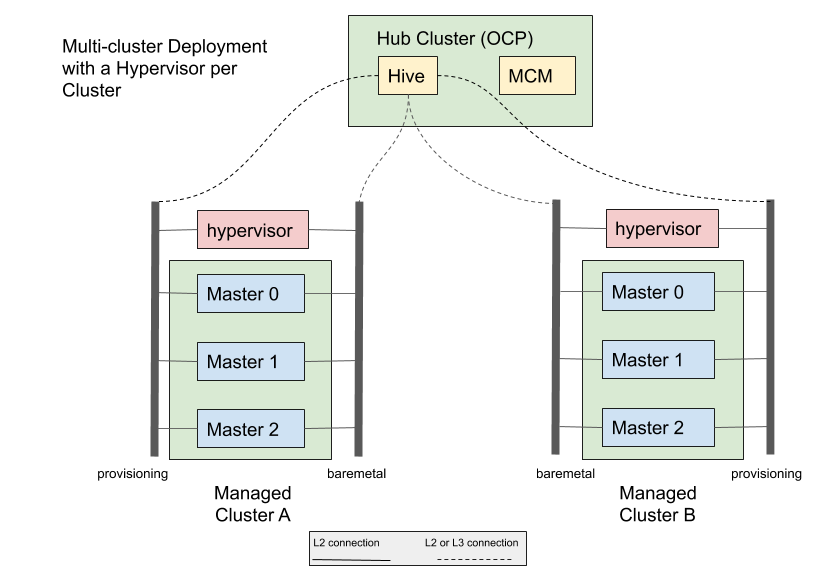 Multi-cluster Deployment
with a Hypervisor per
Cluster
Hub Cluster (OCP)
Hive
MCM
hypervisor
Master 0
Master 1
Master 2
provisioning
baremetal
Managed
Cluster A
hypervisor
Master 0
Master 1
Master 2
baremetal
provisioning
Managed
Cluster B
L2 connection
L2 or L3 connection